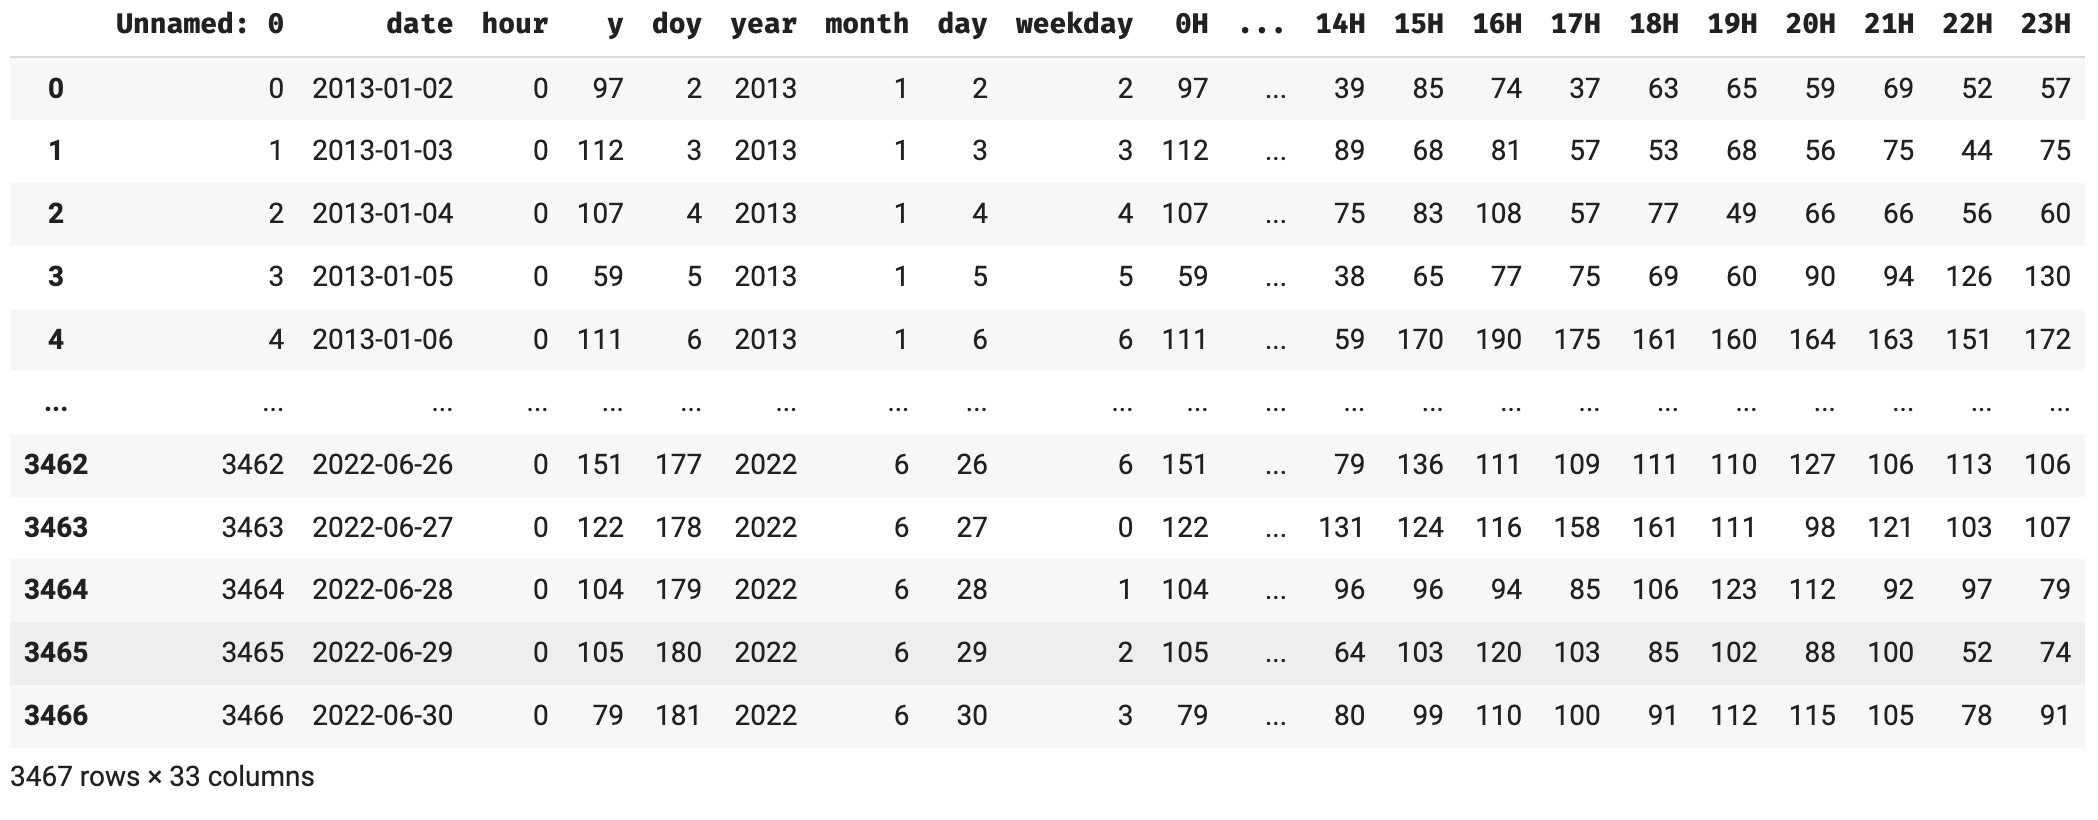 Unnamed: 0 date hour y doy year month day weekday 0H ... 14H 15H 16H 17H 18H 19H 20H 21H 22H 23H
0 0 2013-01-02 0 97 2 2013 1 2 2 97 ... 39 85 74 37 63 65 59 69 52 57
1 1 2013-01-03 0 112 3 2013 1 3 3 112 ... 89 68 81 57 53 68 56 75 44 75
2 2 2013-01-04 0 107 4 2013 1 4 4 107 ... 75 83 108 57 77 49 66 66 56 60
3 3 2013-01-05 0 59 5 2013 1 5 5 59 ... 38 65 77 75 69 60 90 94 126 130
4 4 2013-01-06 0 111 6 2013 1 6 6 111 ... 59 170 190 175 161 160 164 163 151 172
... ... ... ... ... ... ... ... ... ... ... ... ... ... ... ... ... ... ... ... ... ...
3462 3462 2022-06-26 0 151 177 2022 6 26 6 151 ... 79 136 111 109 111 110 127 106 113 106
3463 3463 2022-06-27 0 122 178 2022 6 27 0 122 ... 131 124 116 158 161 111 98 121 103 107
3464 3464 2022-06-28 0 104 179 2022 6 28 1 104 ... 96 96 94 85 106 123 112 92 97 79
3465 3465 2022-06-29 0 105 180 2022 6 29 2 105 ... 64 103 120 103 85 102 88 100 52 74
3466 3466 2022-06-30 0 79 181 2022 6 30 3 79 ... 80 99 110 100 91 112 115 105 78 91
3467 rows × 33 columns